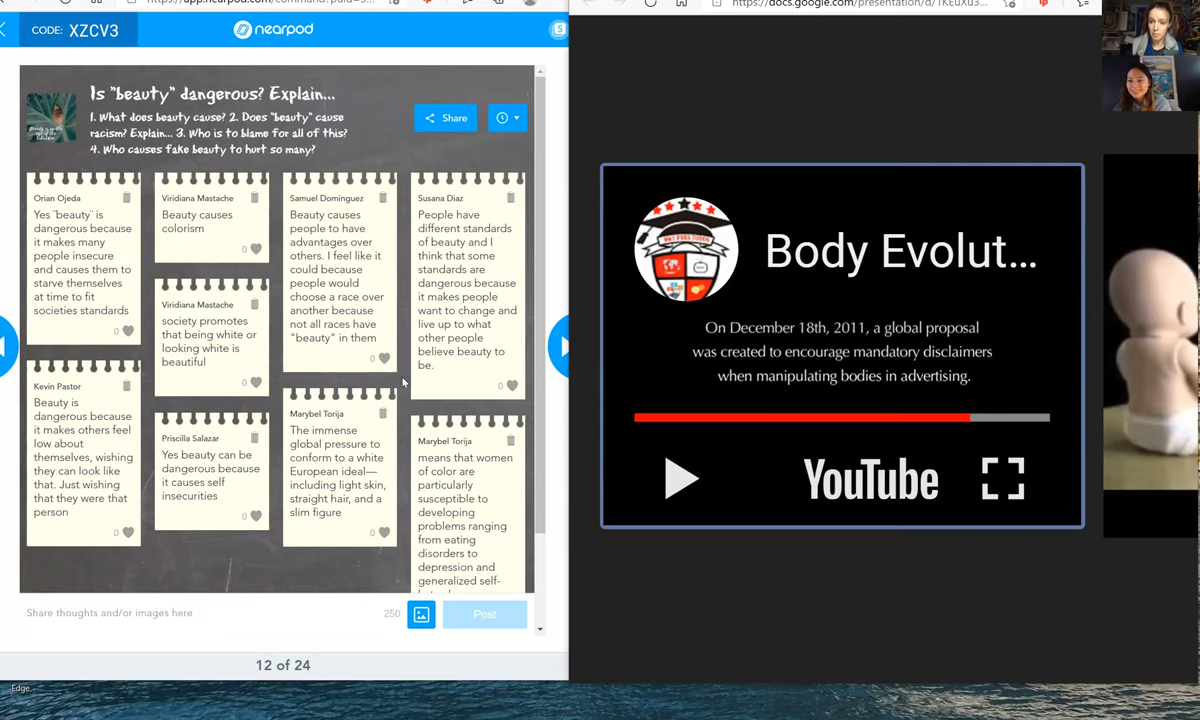 CODE: XZCV3
nearpod
Is "beauty" dangerous? Explain...
1. What does beauty cause? 2. Does "beauty" cause
racism? Explain... 3. Who is to blame for all of this?
4. Who causes fake beauty to hurt so many?
Share
Orian Ojeda
Yes ¨beauty¨ is
dangerous because
it makes many
people insecure
and causes them to
starve themselves
at time to fit
societies standards
0
Kevin Pastor
Beauty is
dangerous because
it makes others feel
low about
themselves, wishing
they can look like
that. Just wishing
that they were that
person
0
Viridiana Mastache
Beauty causes
colorism
0
Viridiana Mastache
society promotes
that being white or
looking white is
beautiful
0
Priscilla Salazar
Yes beauty can be
dangerous because
it causes self
insecurities
0
Samuel Dominguez
Beauty causes
people to have
advantages over
others. I feel like it
could because
people would
choose a race over
another because
not all races have
"beauty" in them
0
Marybel Torija
The immense
global pressure to
conform to a white
European ideal—
including light skin,
straight hair, and a
slim figure
0
Susana Diaz
People have
different standards
of beauty and I
think that some
standards are
dangerous because
it makes people
want to change and
live up to what
other people
believe beauty to
be.
0
Marybel Torija
means that women
of color are
particularly
susceptible to
developing
problems ranging
from eating
disorders to
depression and
generalized self-
Share thoughts and/or images here
250
Post
12 of 24
Edge
Body Evolut...
On December 18th, 2011, a global proposal
was created to encourage mandatory disclaimers
when manipulating bodies in advertising.
YouTube